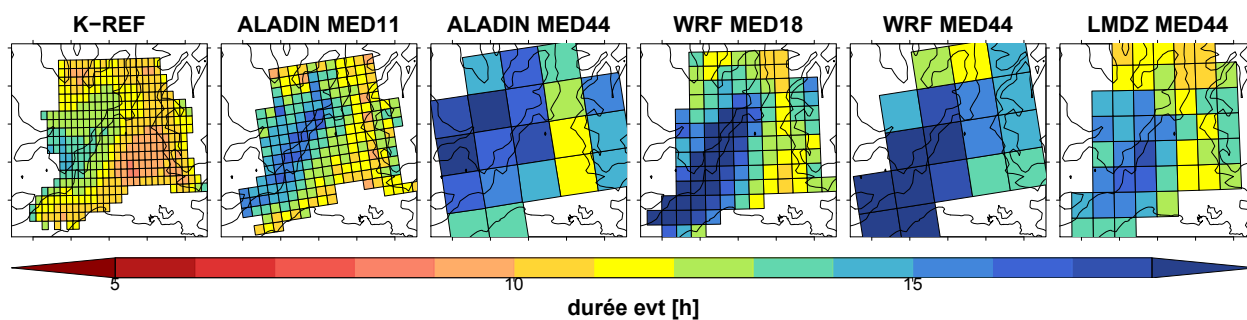 K−REF ALADIN MED11 ALADIN MED44 WRF MED18 WRF MED44 LMDZ MED44
5 10 15
durée evt [h]